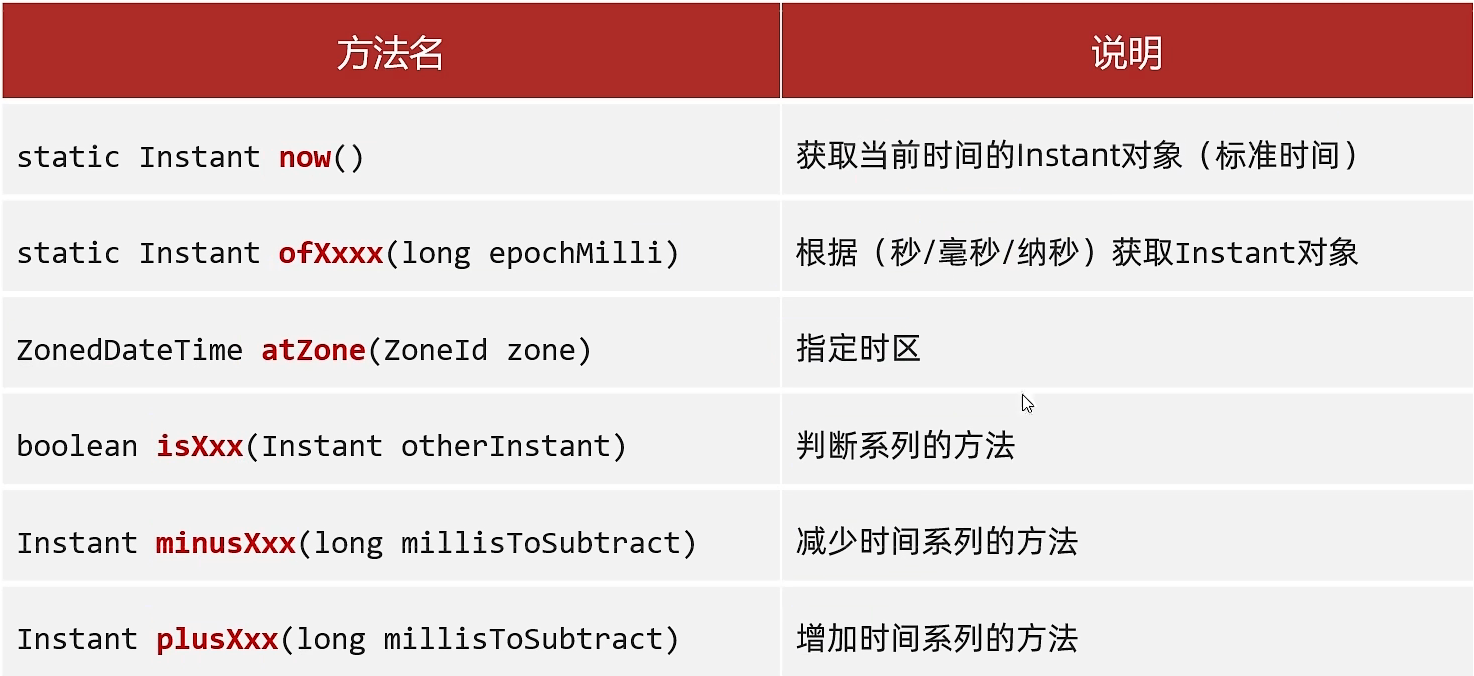 方法名 说明
static Instant now() 获取当前时间的Instant对象（标准时间）
static Instant ofXxxx(long epochMilli) 根据（秒/毫秒/纳秒）获取Instant对象
ZonedDateTime atZone(ZoneId zone) 指定时区
boolean isXxx(Instant otherInstant) 判断系列的方法
Instant minusXxx(long millisToSubtract) 减少时间系列的方法
Instant plusXxx(long millisToSubtract) 增加时间系列的方法